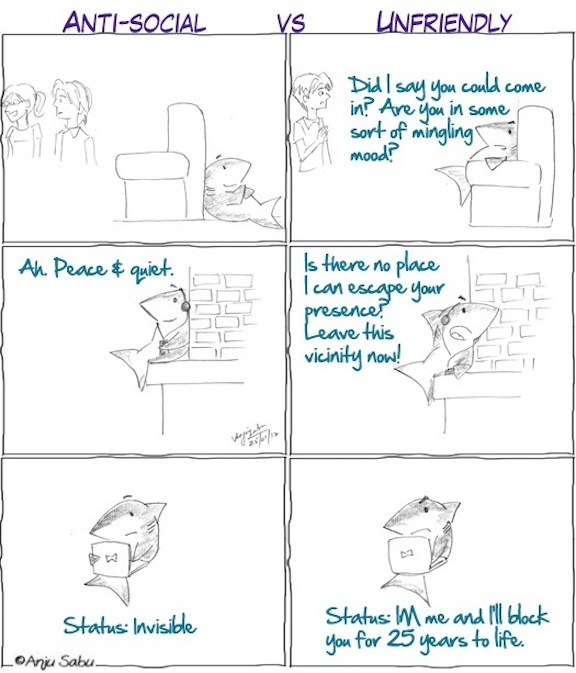 ANTI-SOCIAL VS UNFRIENDLY
Did I say you could come
in? Are you in some
sort of mingling
mood?
Ah. Peace & quiet.
Is there no place
I can escape your
presence?
Leave this
vicinity now!
Status: Invisible
Status: IM me and I'll block
you for 25 years to life.
©Anju Sabu